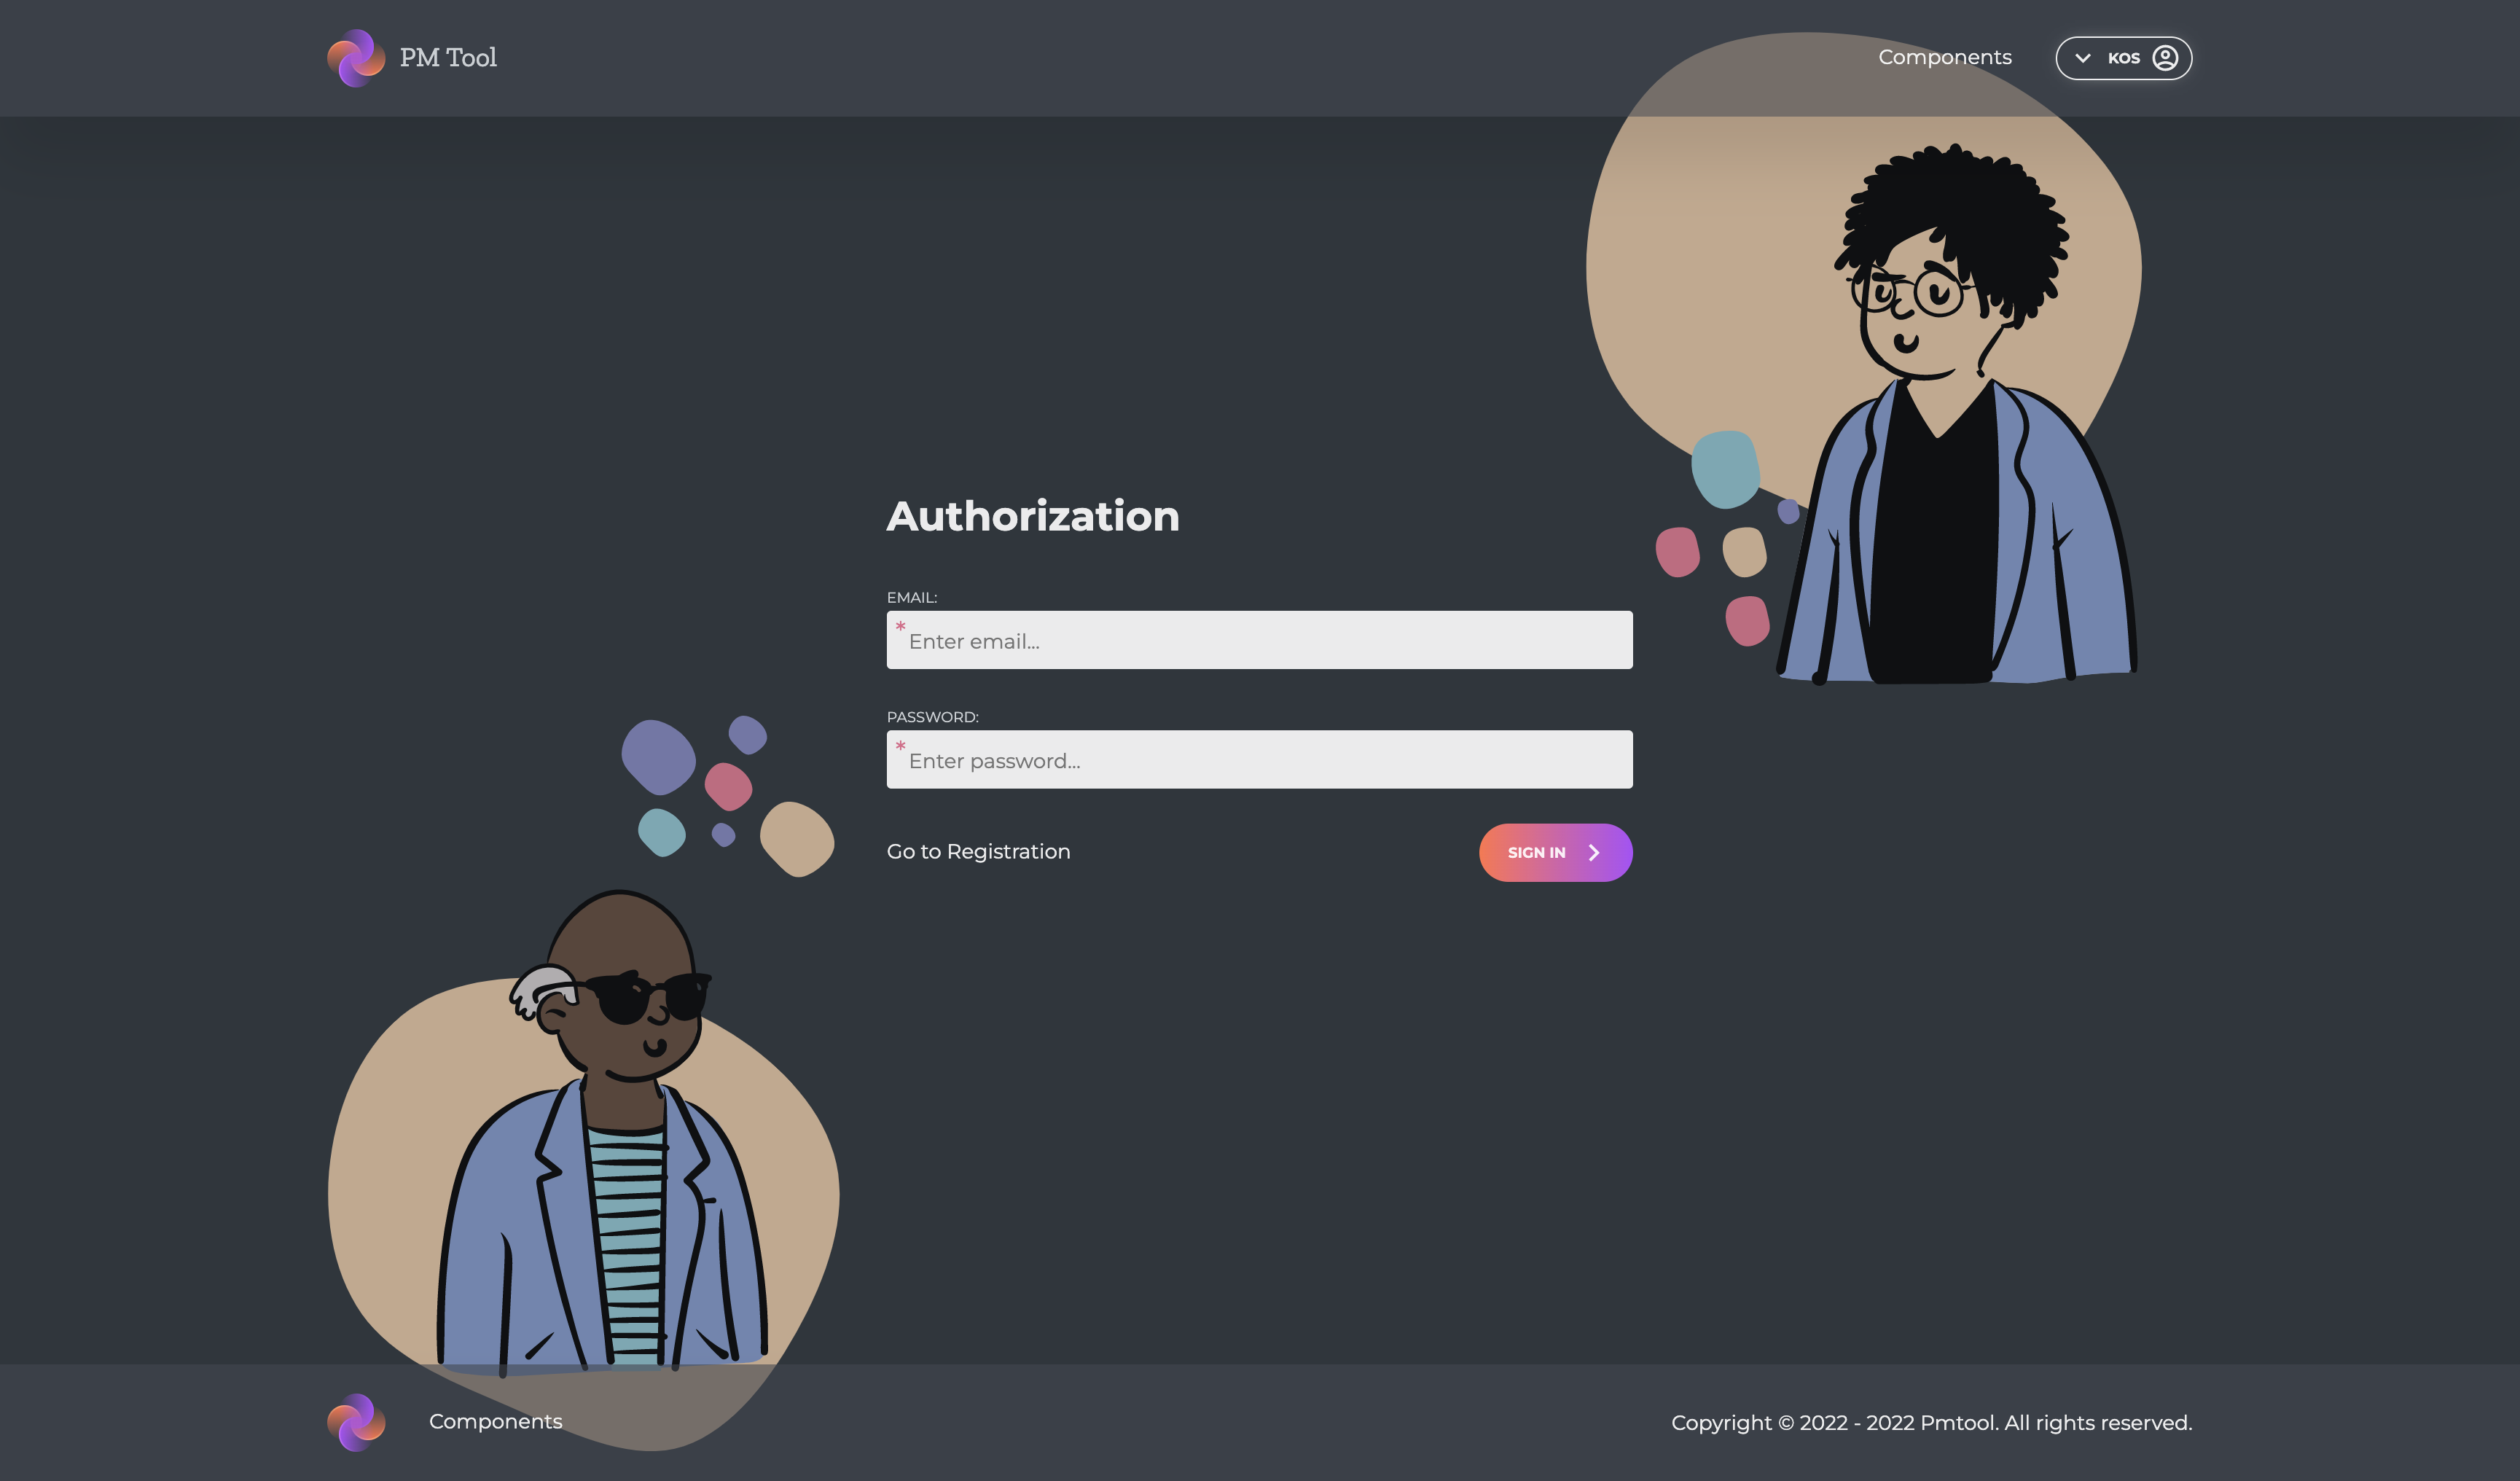 PM Tool
Components
KOS
Authorization
EMAIL:
* Enter email...
PASSWORD:
* Enter password...
Go to Registration
SIGN IN
Components
Copyright © 2022 - 2022 Pmtool. All rights reserved.